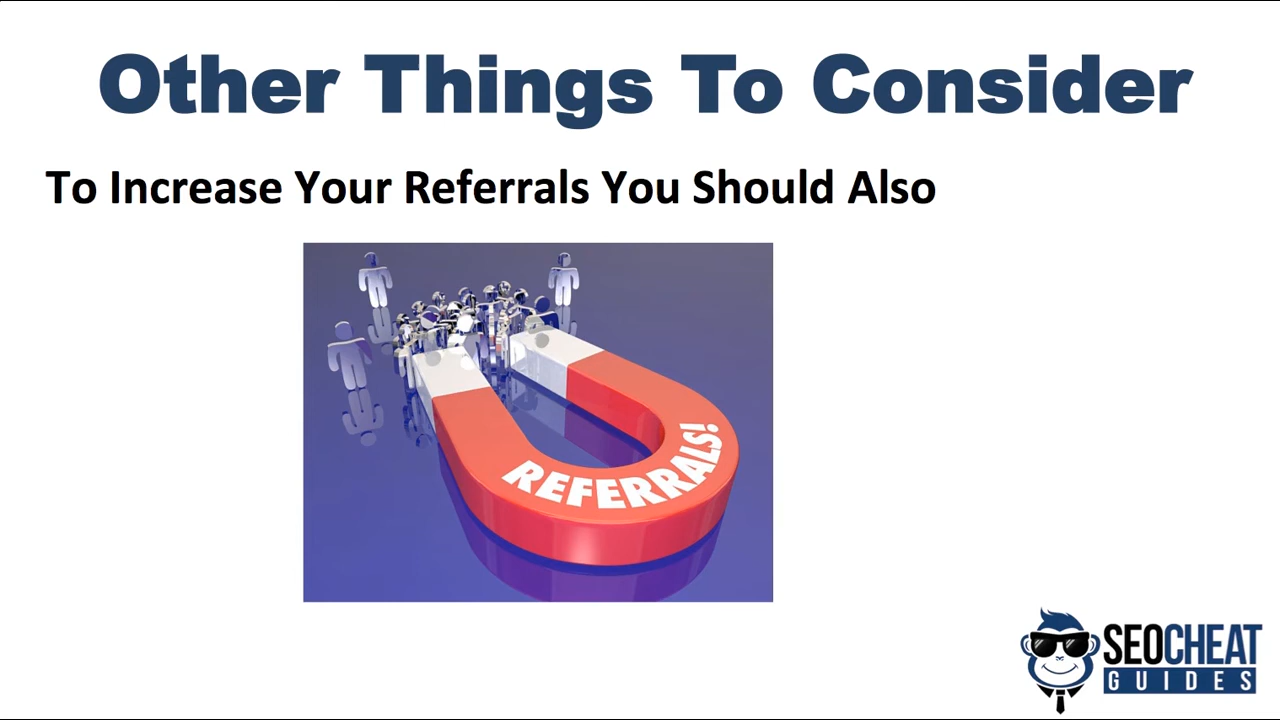 Other Things To Consider
To Increase Your Referrals You Should Also
REFERRALS!
SEOCHEAT
GUIDES